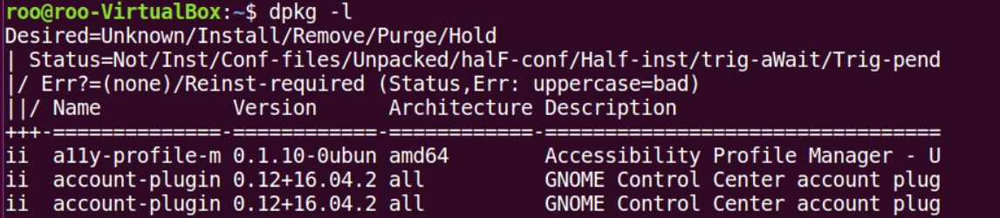 roo@roo-VirtualBox:~$ dpkg -l
Desired=Unknown/Install/Remove/Purge/Hold
| Status=Not/Inst/Conf-files/Unpacked/halF-conf/Half-inst/trig-aWait/Trig-pend
|/ Err?=(none)/Reinst-required (Status,Err: uppercase=bad)
||/ Name           Version      Architecture Description
+++-==============-============-============-=================================
ii  a11y-profile-m 0.1.10-0ubun amd64        Accessibility Profile Manager - U
ii  account-plugin 0.12+16.04.2 all          GNOME Control Center account plug
ii  account-plugin 0.12+16.04.2 all          GNOME Control Center account plug